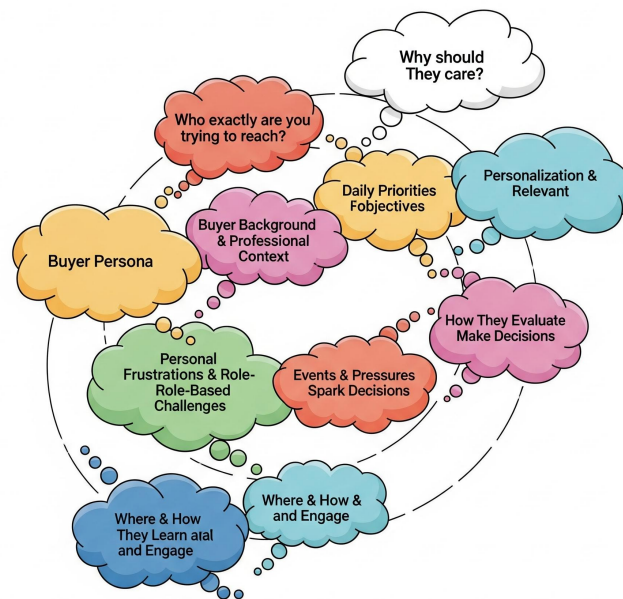 Why should
They care?
Who exactly are you
trying to reach?
Daily Priorities
Fobjectives
Personalization &
Relevant
Buyer Background
& Professional
Context
Buyer Persona
How They Evaluate
Make Decisions
Personal
Frustrations & Role-
Role-Based
Challenges
Events & Pressures
Spark Decisions
Where & How &
and Engage
Where & How
They Learn
and Engage